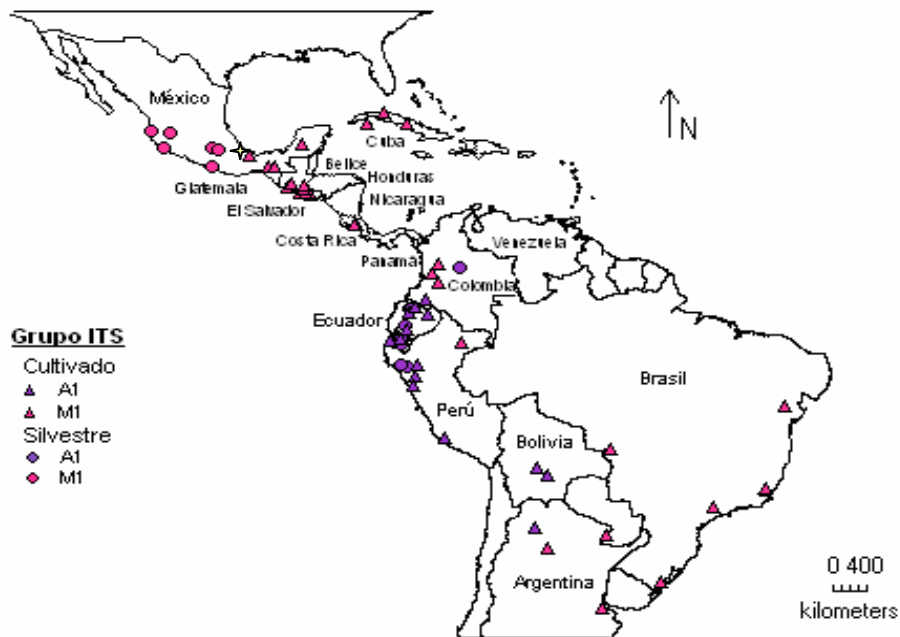 México
N
Cuba
Belice
Honduras
Glatemala
Nicaragua
El Salvador
Costa Rica
Panamá
Venezuela
Colombia
Ecuador
Grupo ITS
Cultivado
A1
M1
Silvestre
A1
M1
Brasil
Perú
Bolivia
Argentina
0 400
kilometers